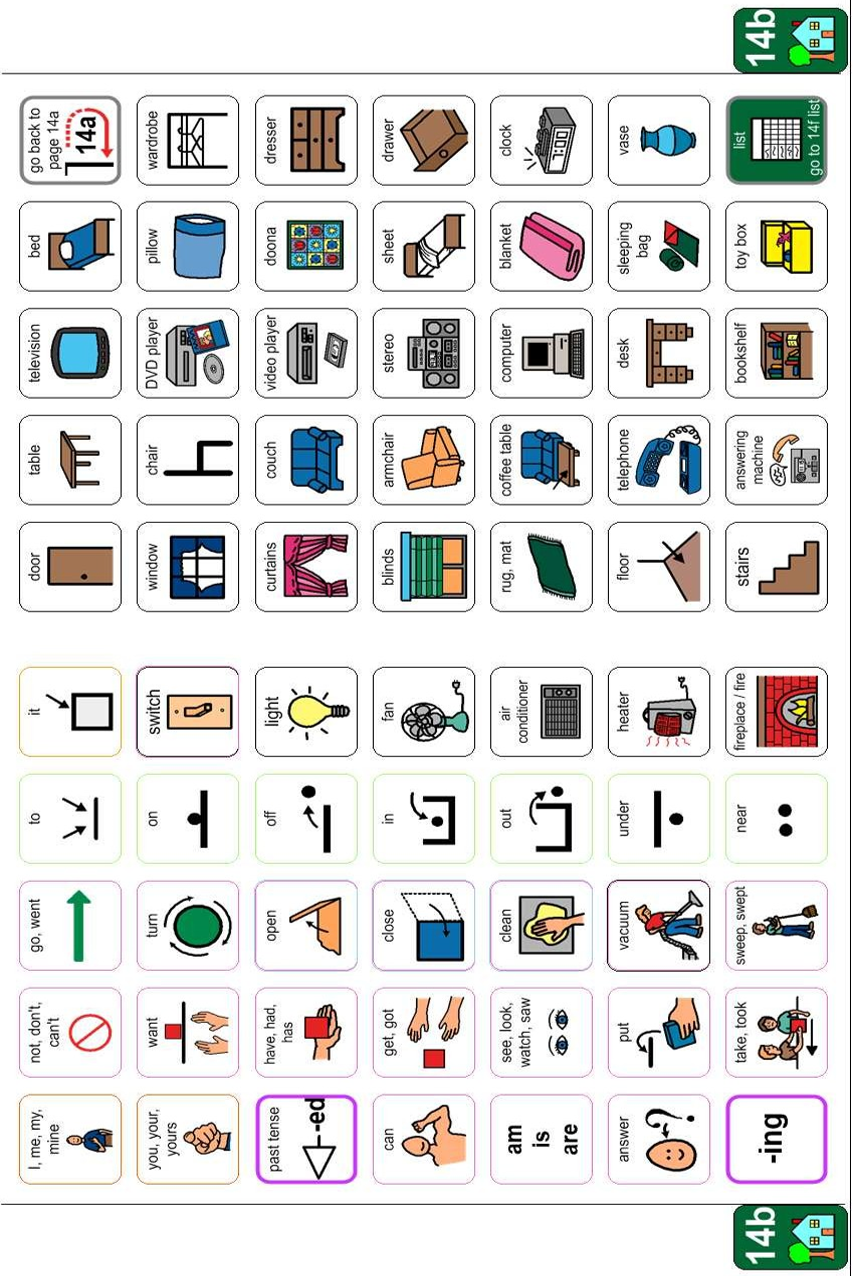 I, me, my,
mine
not, don't,
can't
go, went
to
it
door
table
television
bed
go back to
page 14a
14a
you, your,
yours
want
turn
on
switch
window
chair
DVD player
pillow
wardrobe
past tense
--ed
have, had,
has
open
off
light
curtains
couch
video player
doona
dresser
can
get, got
close
in
fan
blinds
armchair
stereo
sheet
drawer
am
is
are
see, look,
watch, saw
clean
out
air
conditioner
rug, mat
coffee table
computer
blanket
clock
answer
?
put
vacuum
under
heater
floor
telephone
desk
sleeping
bag
vase
-ing
take, took
sweep, swept
near
fireplace / fire
stairs
answering
machine
bookshelf
toy box
list
go to 14f list
14b
14b